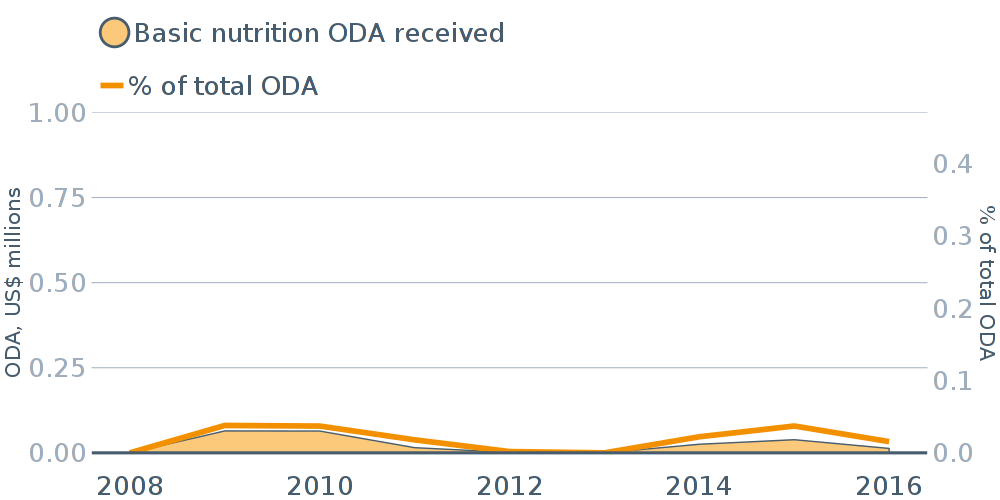 Basic nutrition ODA received
% of total ODA
1.00
0.75
0.50
0.25
0.00
ODA, US$ millions
0.4
0.3
0.2
0.1
0.0
% of total ODA
2008 2010 2012 2014 2016